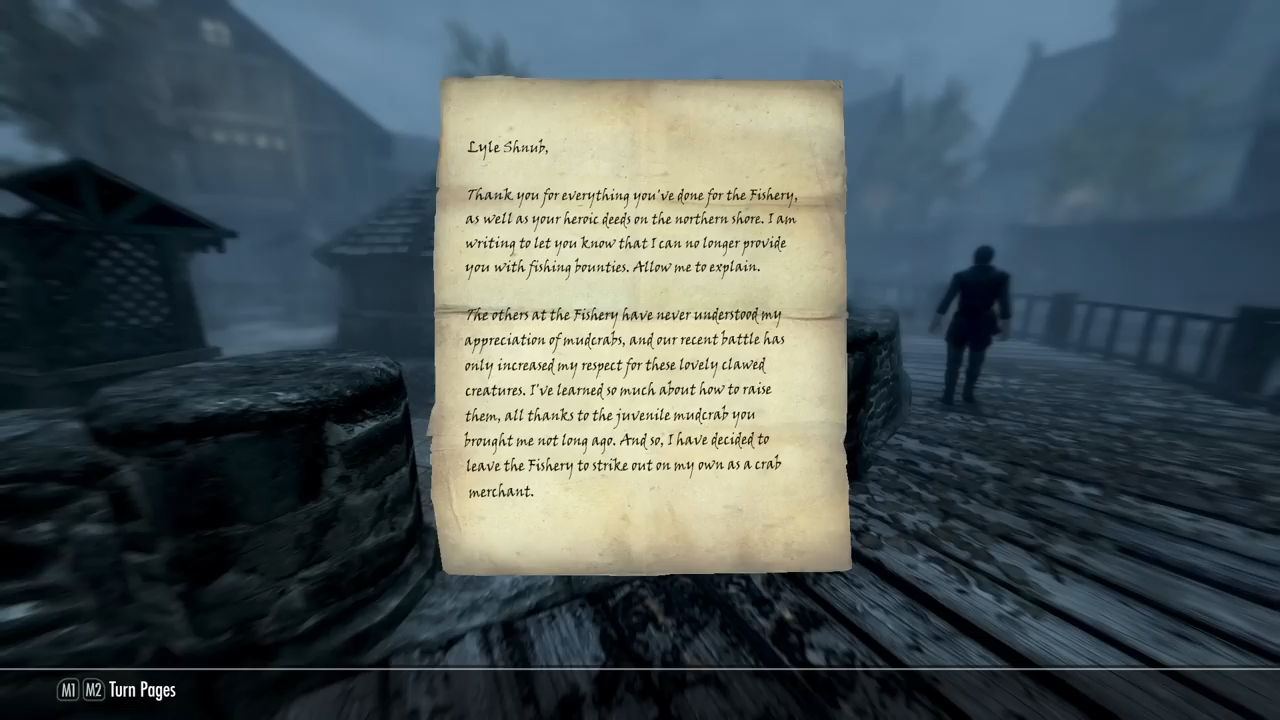 Lyle Shnub,
Thank you for everything you've done for the Fishery,
as well as your heroic deeds on the northern shore. I am
writing to let you know that I can no longer provide
you with fishing bounties. Allow me to explain.
The others at the Fishery have never understood my
appreciation of mudcrabs, and our recent battle has
only increased my respect for these lovely clawed
creatures. I've learned so much about how to raise
them, all thanks to the juvenile mudcrab you
brought me not long ago. And so, I have decided to
leave the Fishery to strike out on my own as a crab
merchant.
M1 M2 Turn Pages